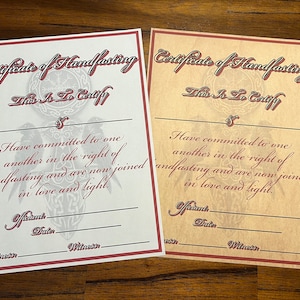 Certificate of Handfasting
This Is To Certify
&
Have committed to one
another in the right of
handfasting and are now joined
in love and light.
Officiant:
Date:
Witness:
Certificate of Handfasting
This Is To Certify
&
Have committed to one
another in the right of
handfasting and are now joined
in love and light.
Officiant:
Date:
Witness: